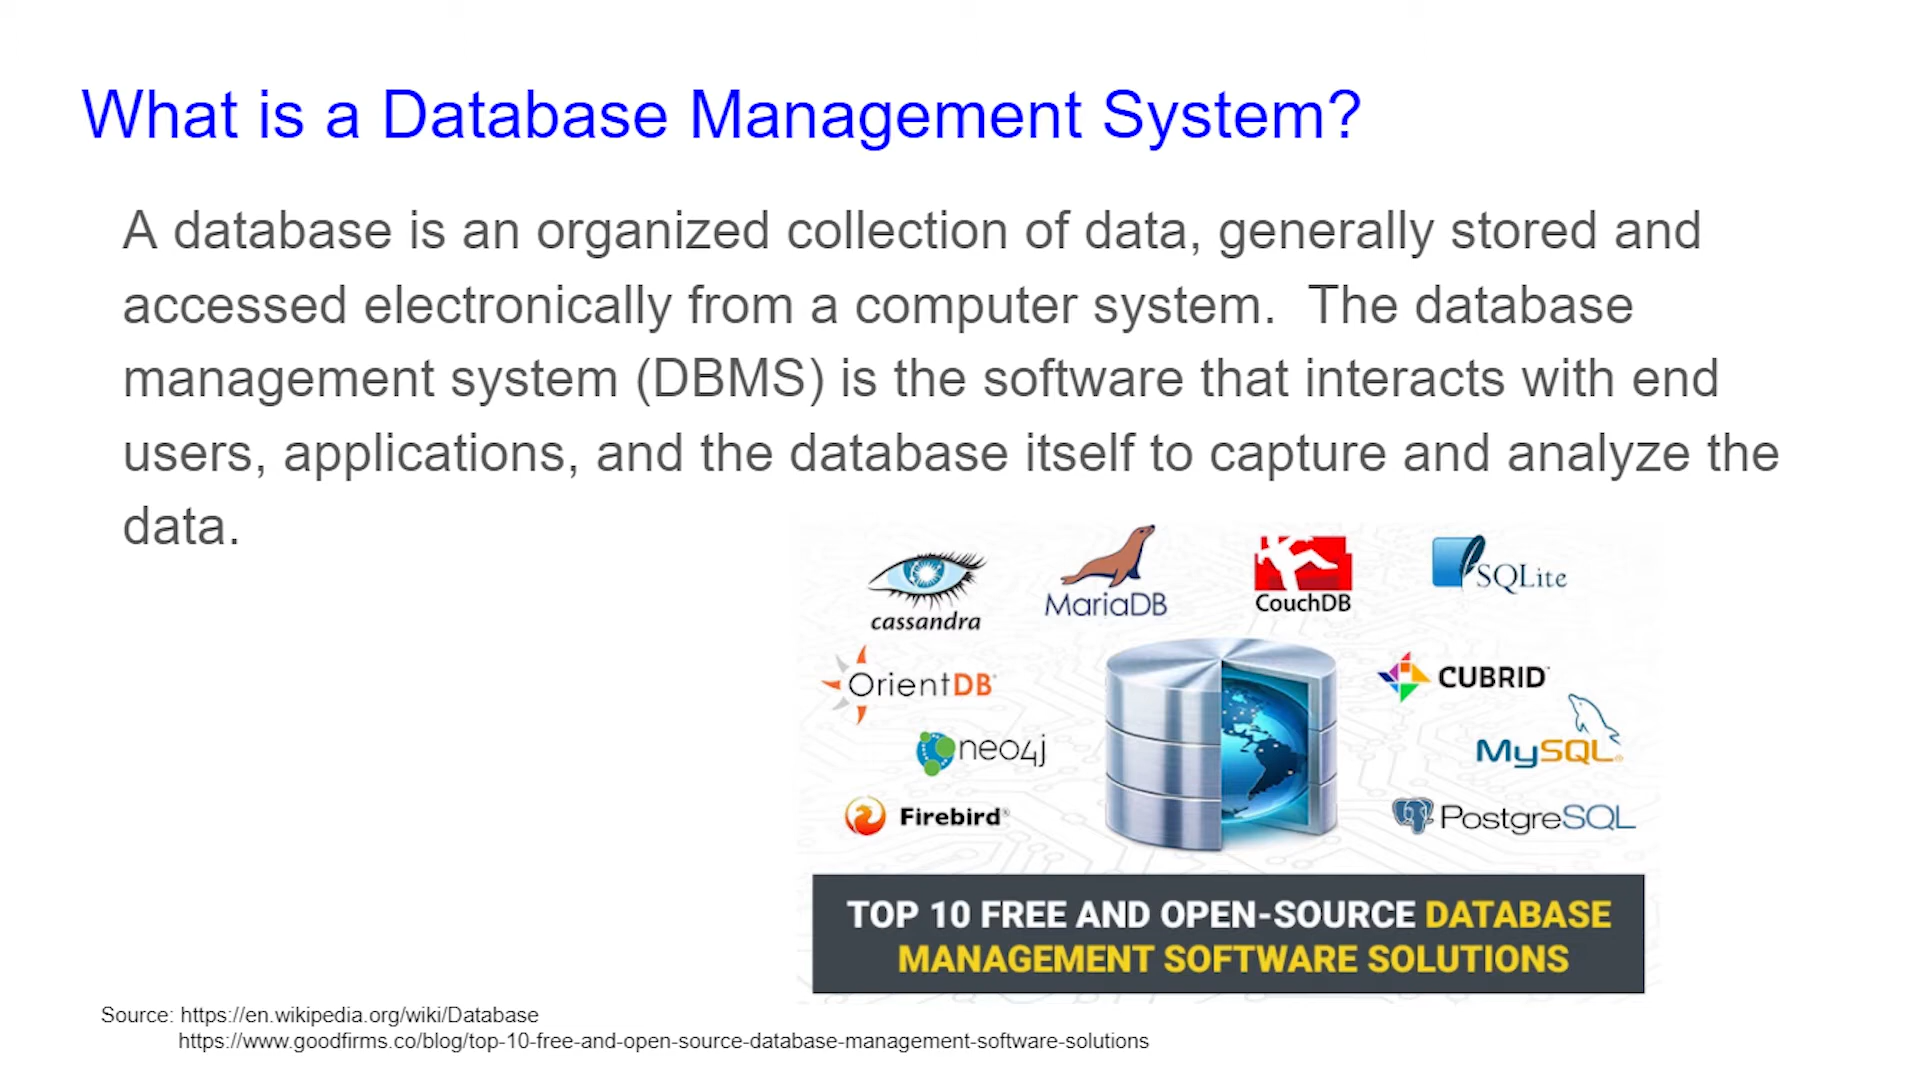 What is a Database Management System?
A database is an organized collection of data, generally stored and
accessed electronically from a computer system.  The database
management system (DBMS) is the software that interacts with end
users, applications, and the database itself to capture and analyze the
data.
cassandra
MariaDB
CouchDB
SQLite
OrientDB
CUBRID
neo4j
MySQL
Firebird
PostgreSQL
TOP 10 FREE AND OPEN-SOURCE DATABASE
MANAGEMENT SOFTWARE SOLUTIONS
Source: https://en.wikipedia.org/wiki/Database
https://www.goodfirms.co/blog/top-10-free-and-open-source-database-management-software-solutions